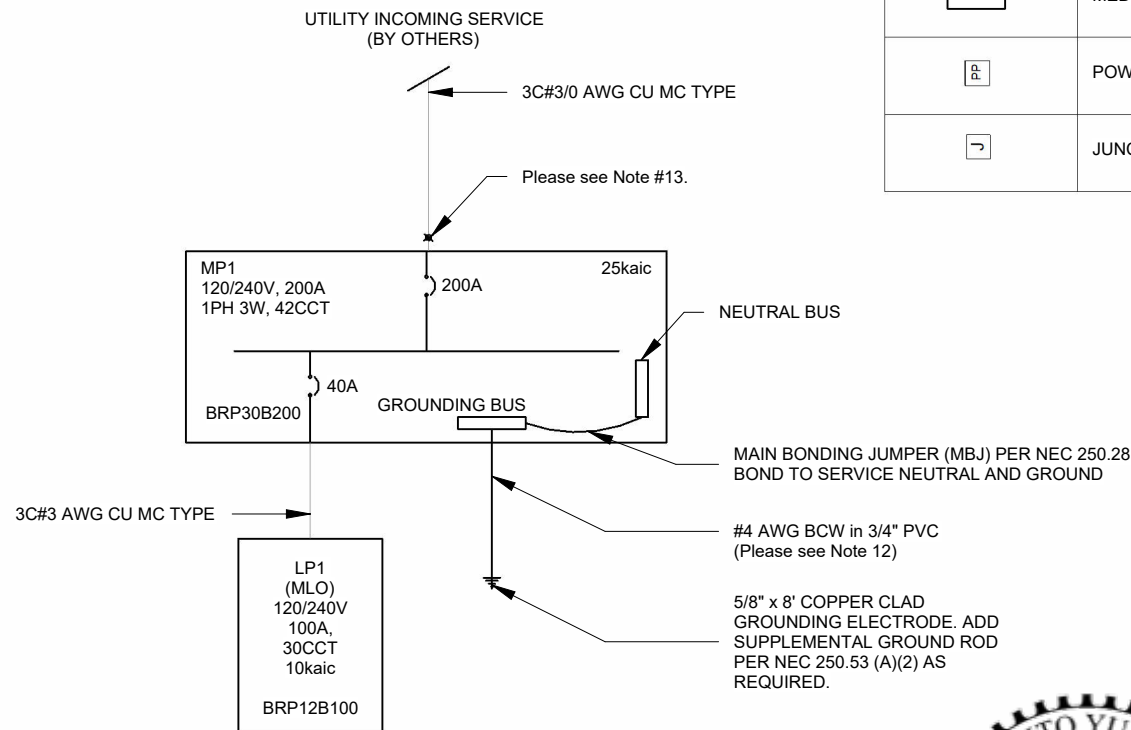 UTILITY INCOMING SERVICE
(BY OTHERS)
3C#3/0 AWG CU MC TYPE
PP
J
Please see Note #13.
MP1
120/240V, 200A
1PH 3W, 42CCT
25kaic
200A
NEUTRAL BUS
40A
BRP30B200
GROUNDING BUS
MAIN BONDING JUMPER (MBJ) PER NEC 250.28
BOND TO SERVICE NEUTRAL AND GROUND
3C#3 AWG CU MC TYPE
#4 AWG BCW in 3/4" PVC
(Please see Note 12)
LP1
(MLO)
120/240V
100A,
30CCT
10kaic
BRP12B100
5/8" x 8' COPPER CLAD
GROUNDING ELECTRODE. ADD
SUPPLEMENTAL GROUND ROD
PER NEC 250.53 (A)(2) AS
REQUIRED.